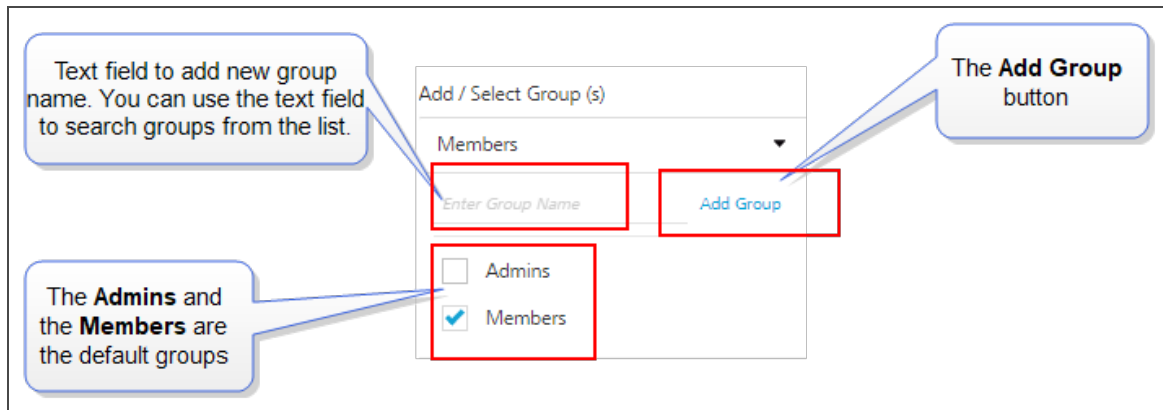 Text field to add new group
name. You can use the text field
to search groups from the list.
The Add Group
button
Add / Select Group (s)
Members
Enter Group Name
Add Group
Admins
Members
The Admins and
the Members are
the default groups